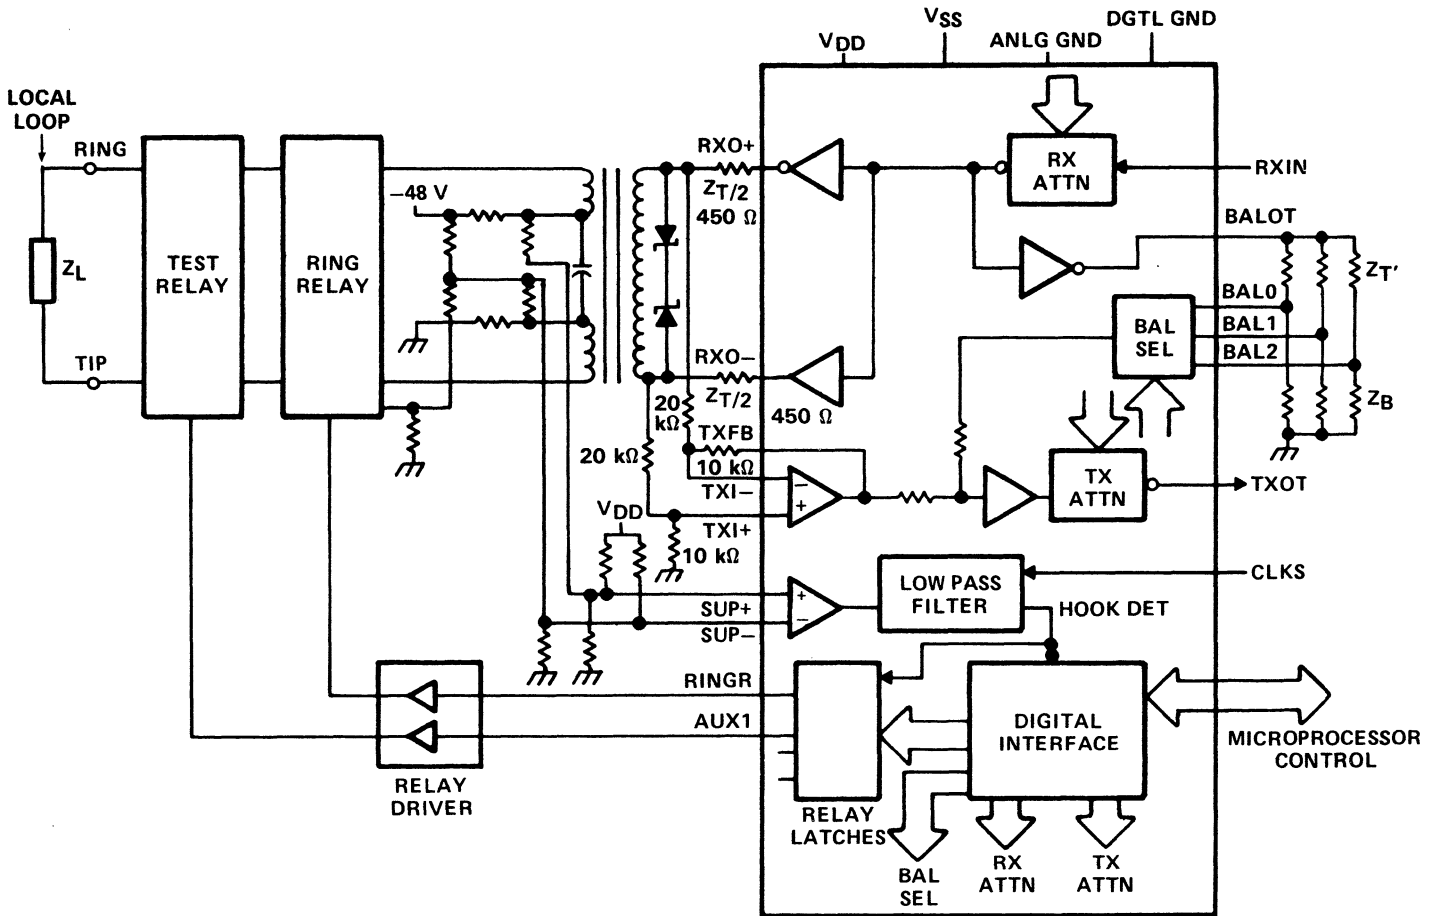 VSS
DGTL GND
VDD
ANLG GND
LOCAL
LOOP
RING
RXO+
ZT/2
450 Ω
RX
ATTN
RXIN
–48 V
BALOT
ZL
TEST
RELAY
RING
RELAY
ZT'
BAL0
BAL
SEL
BAL1
BAL2
TIP
RXO–
ZT/2
450 Ω
ZB
20
kΩ
TXFB
20 kΩ
10 kΩ
TXI–
–
+
TX
ATTN
TXOT
VDD
TXI+
10 kΩ
LOW PASS
FILTER
CLKS
+
–
SUP+
SUP–
HOOK DET
RINGR
AUX1
DIGITAL
INTERFACE
MICROPROCESSOR
CONTROL
RELAY
DRIVER
RELAY
LATCHES
BAL
SEL
RX
ATTN
TX
ATTN